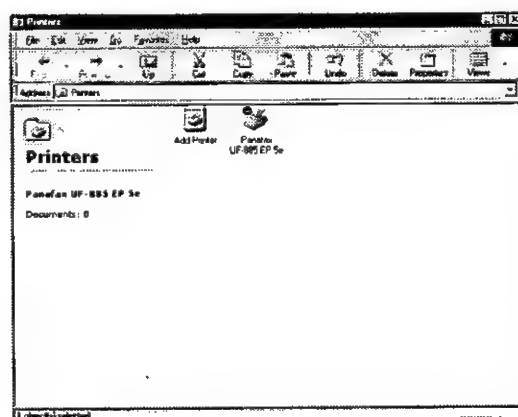 Printers
File Edit View Go Favorites Help
Up Cut Copy Paste Undo Delete Properties Views
Address Printers
Add Printer
Panafax
UF-885 EP Se
Printers
Panafax UF-885 EP Se
Documents: 0